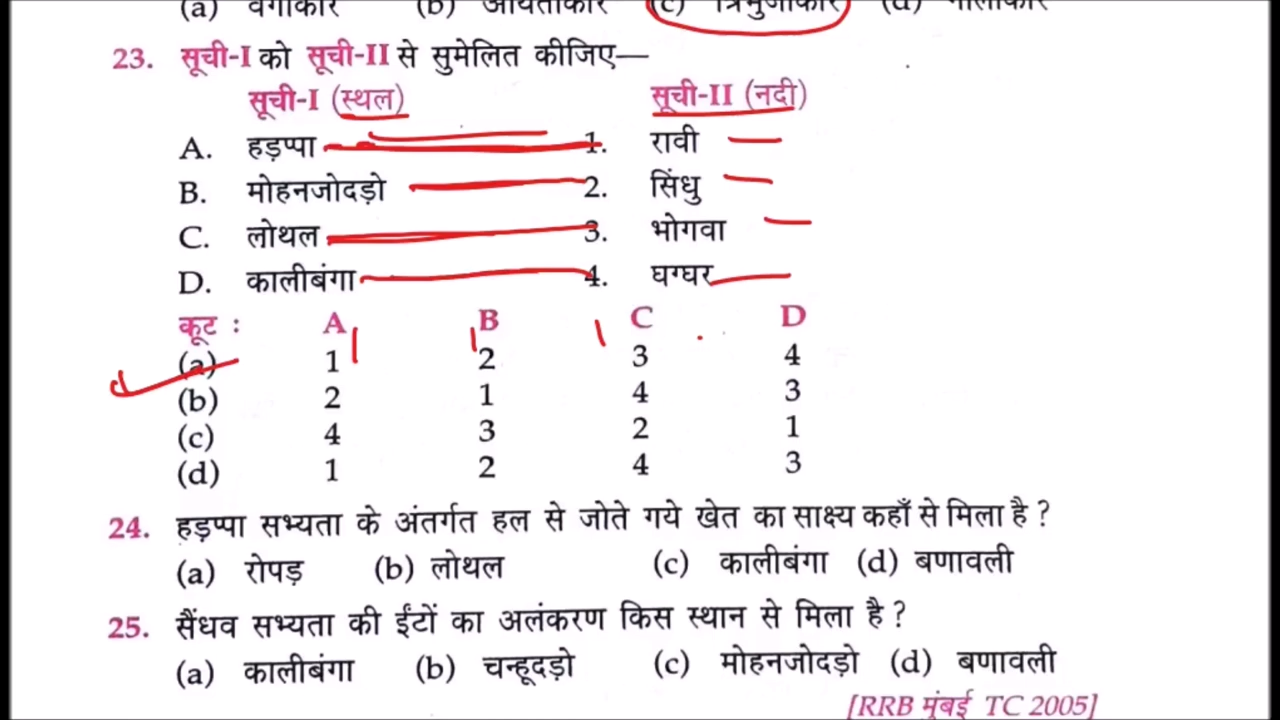 (a) वर्गाकार (b) आयताकार (c) त्रिभुजाकार (d) गोलाकार
23. सूची-I को सूची-II से सुमेलित कीजिए—
सूची-I (स्थल) सूची-II (नदी)
A. हड़प्पा 1. रावी
B. मोहनजोदड़ो 2. सिंधु
C. लोथल 3. भोगवा
D. कालीबंगा 4. घग्घर
कूट : A B C D
(a) 1 2 3 4
(b) 2 1 4 3
(c) 4 3 2 1
(d) 1 2 4 3
24. हड़प्पा सभ्यता के अंतर्गत हल से जोते गये खेत का साक्ष्य कहाँ से मिला है ?
(a) रोपड़ (b) लोथल (c) कालीबंगा (d) बणावली
25. सैंधव सभ्यता की ईंटों का अलंकरण किस स्थान से मिला है ?
(a) कालीबंगा (b) चन्हूदड़ो (c) मोहनजोदड़ो (d) बणावली
[RRB मुंबई TC 2005]